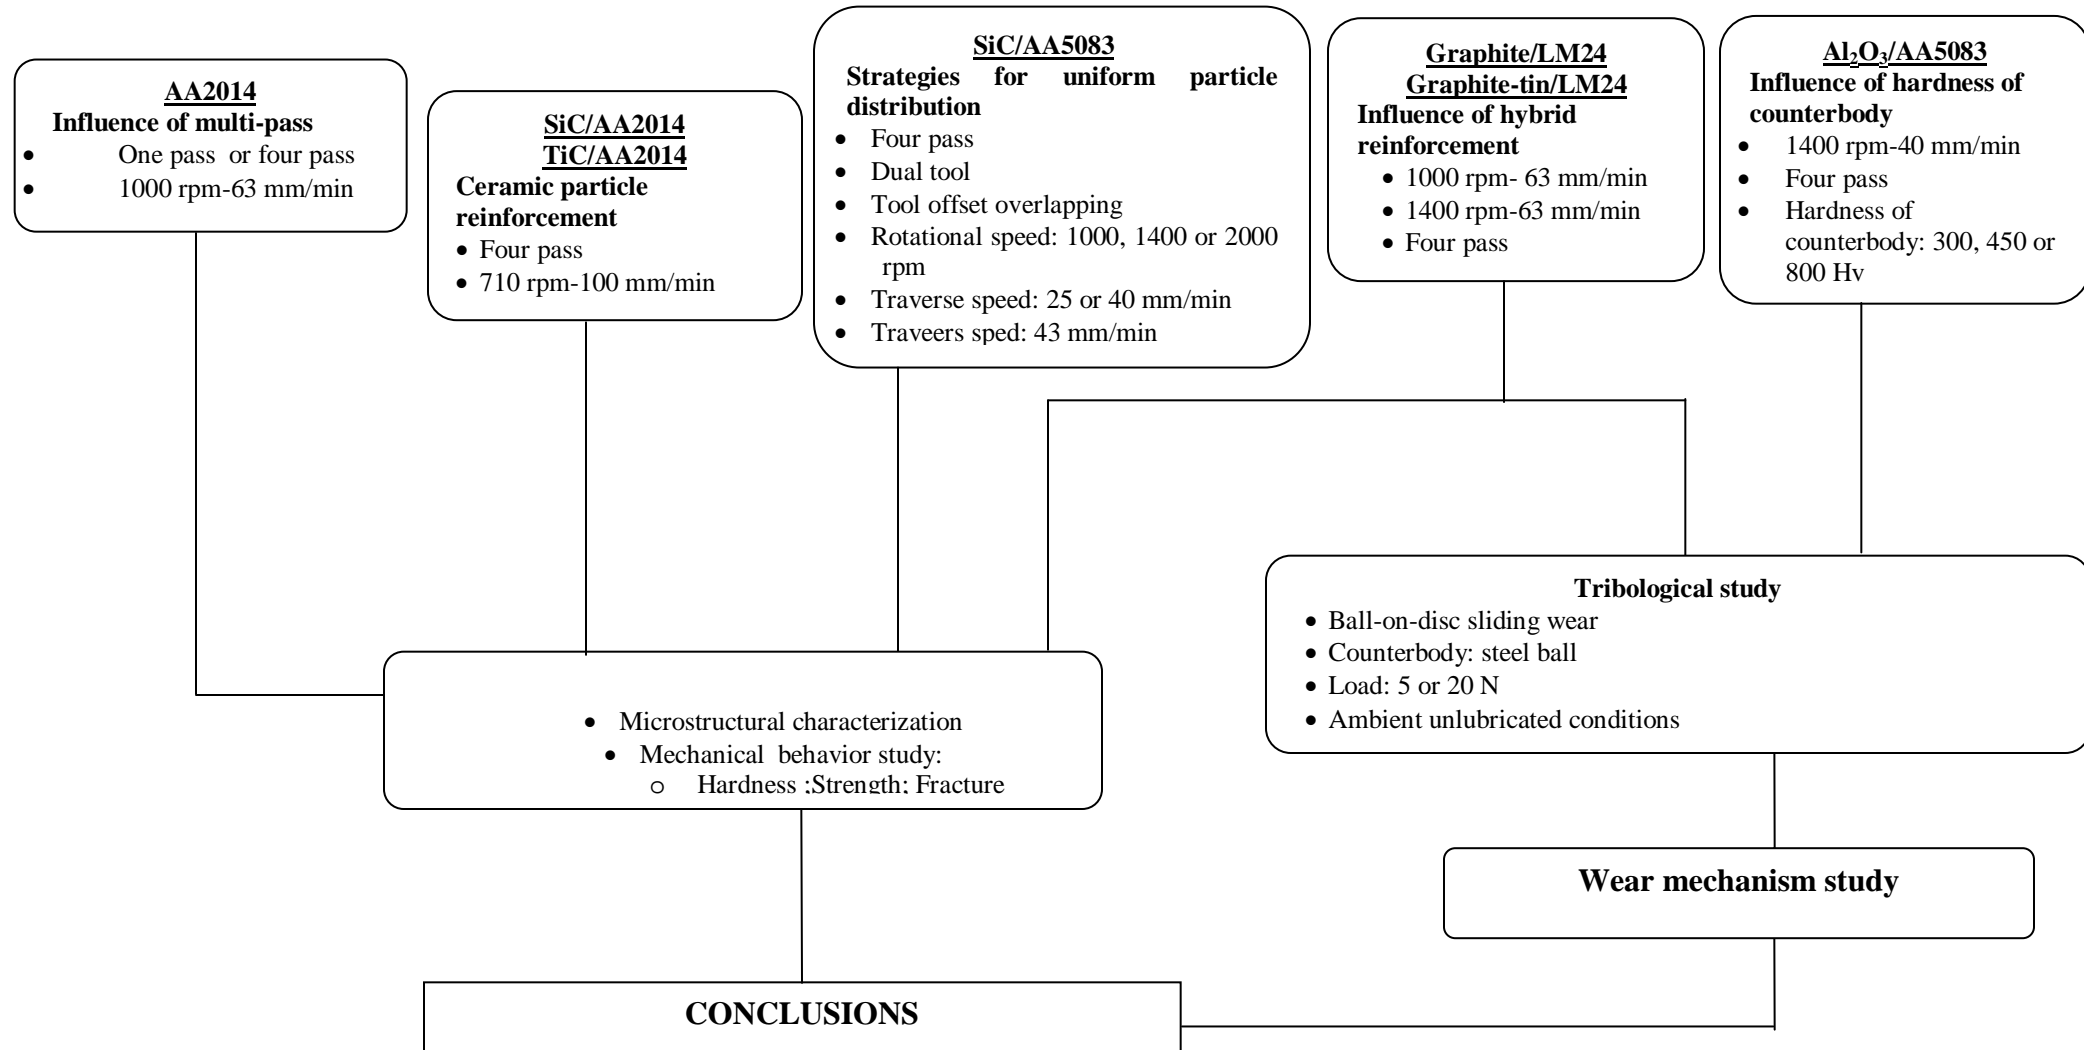 AA2014
Influence of multi-pass
• One pass or four pass
• 1000 rpm-63 mm/min
SiC/AA2014
TiC/AA2014
Ceramic particle
reinforcement
• Four pass
• 710 rpm-100 mm/min
SiC/AA5083
Strategies for uniform particle
distribution
• Four pass
• Dual tool
• Tool offset overlapping
• Rotational speed: 1000, 1400 or 2000
rpm
• Traverse speed: 25 or 40 mm/min
• Traveers sped: 43 mm/min
Graphite/LM24
Graphite-tin/LM24
Influence of hybrid
reinforcement
• 1000 rpm- 63 mm/min
• 1400 rpm-63 mm/min
• Four pass
Al₂O₃/AA5083
Influence of hardness of
counterbody
• 1400 rpm-40 mm/min
• Four pass
• Hardness of
counterbody: 300, 450 or
800 Hv
Tribological study
• Ball-on-disc sliding wear
• Counterbody: steel ball
• Load: 5 or 20 N
• Ambient unlubricated conditions
• Microstructural characterization
• Mechanical behavior study:
o Hardness ;Strength; Fracture
Wear mechanism study
CONCLUSIONS